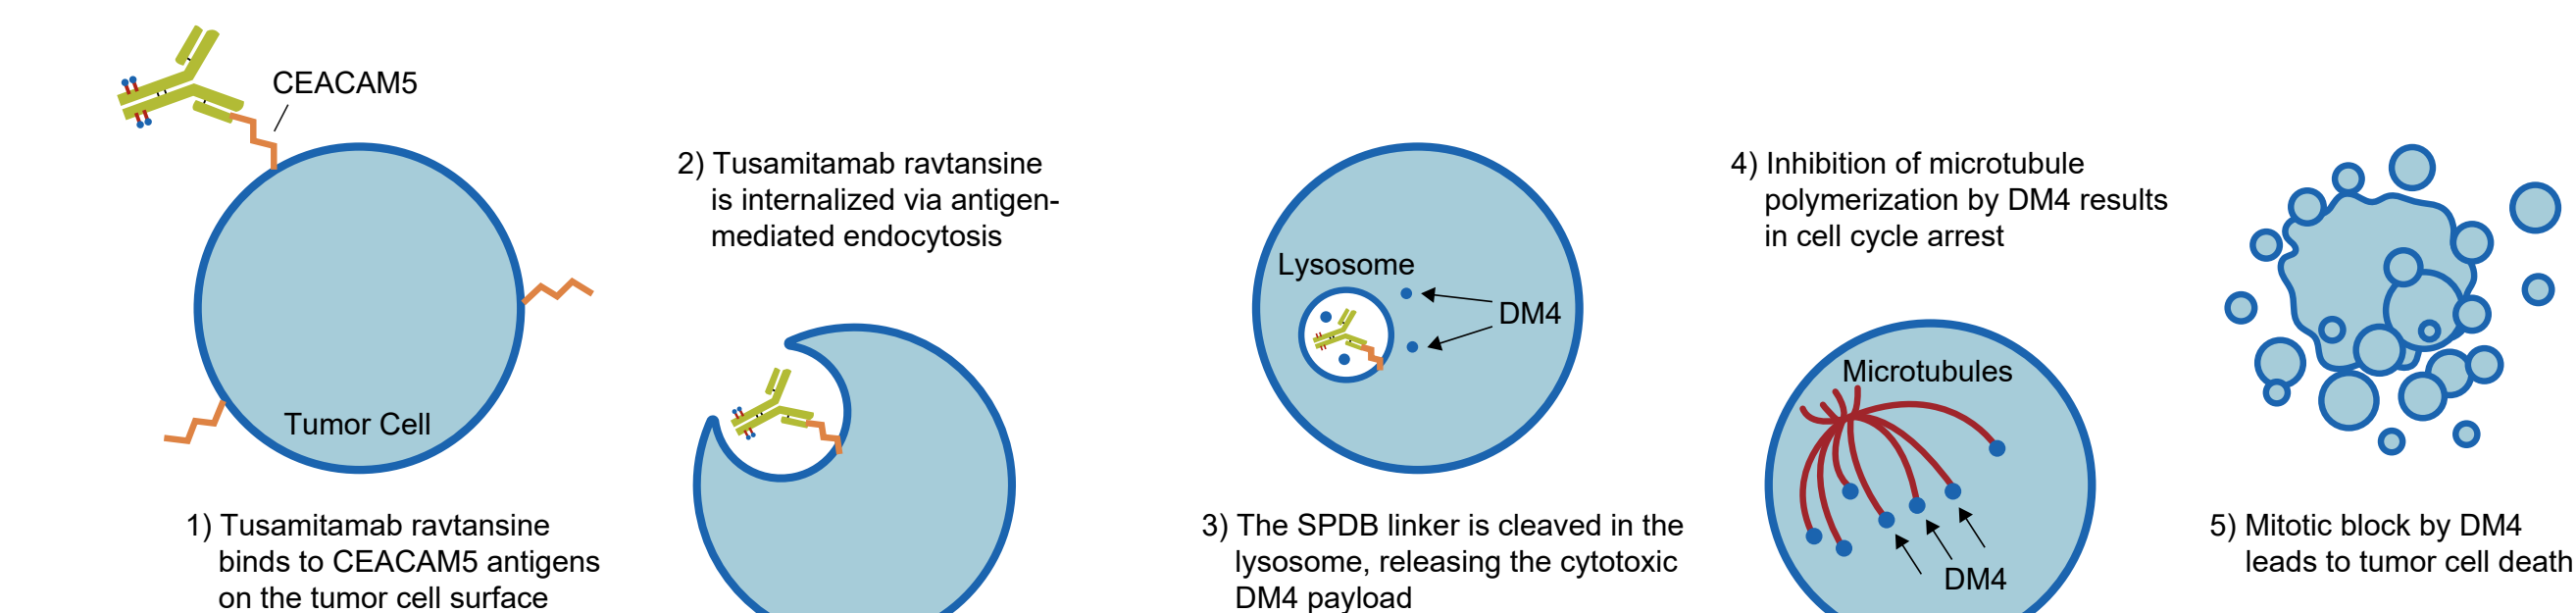 CEACAM5
Tumor Cell
1) Tusamitamab ravtansine
binds to CEACAM5 antigens
on the tumor cell surface
2) Tusamitamab ravtansine
is internalized via antigen-
mediated endocytosis
Lysosome
DM4
3) The SPDB linker is cleaved in the
lysosome, releasing the cytotoxic
DM4 payload
4) Inhibition of microtubule
polymerization by DM4 results
in cell cycle arrest
Microtubules
DM4
5) Mitotic block by DM4
leads to tumor cell death